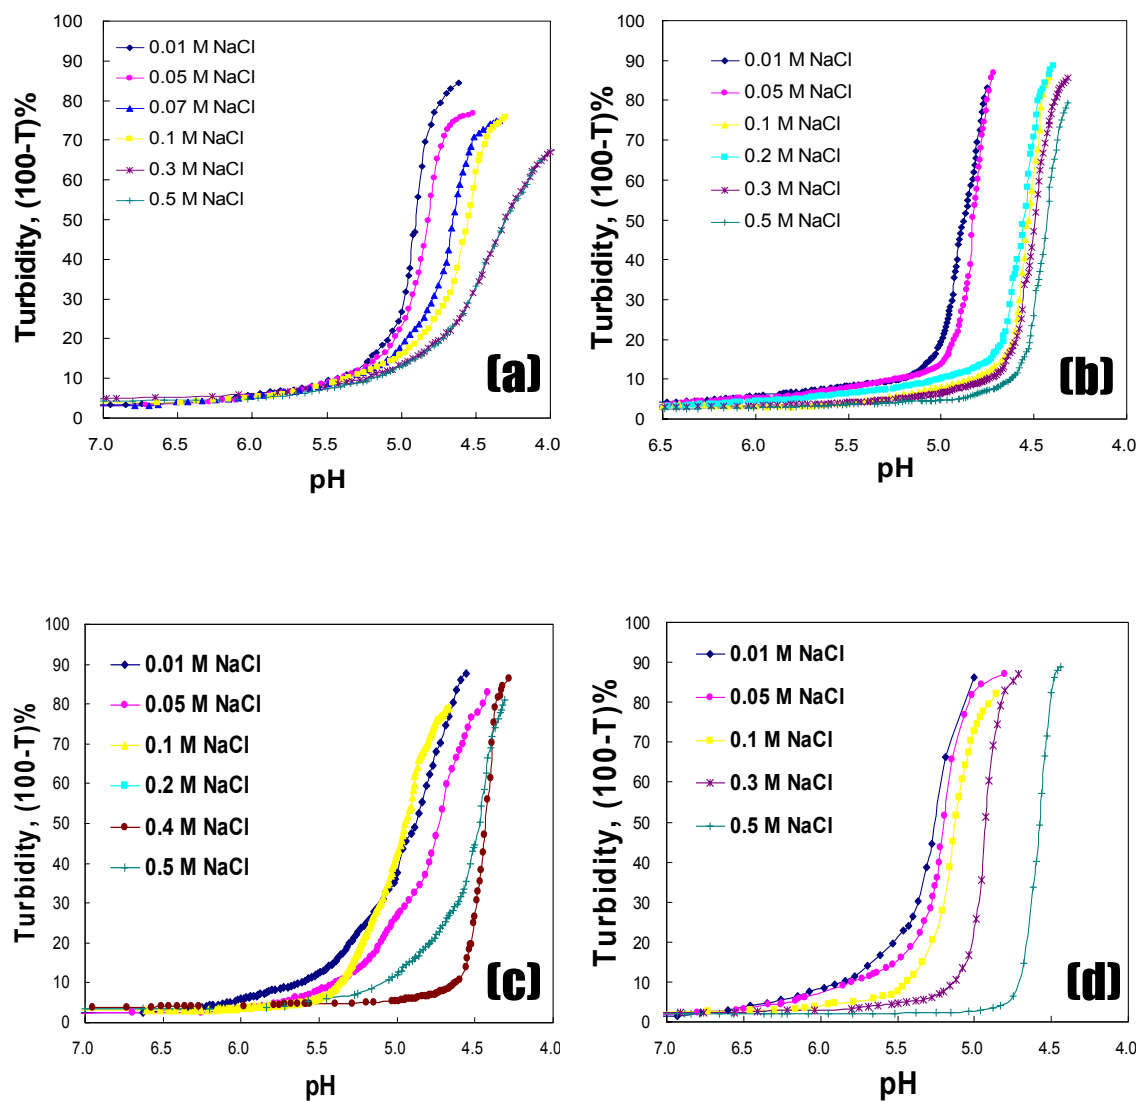 100
90
80
70
60
50
40
30
20
10
0
Turbidity, (100-T)%
0.01 M NaCl
0.05 M NaCl
0.07 M NaCl
0.1 M NaCl
0.3 M NaCl
0.5 M NaCl
(a)
7.0 6.5 6.0 5.5 5.0 4.5 4.0
pH
100
90
80
70
60
50
40
30
20
10
0
Turbidity, (100-T)%
0.01 M NaCl
0.05 M NaCl
0.1 M NaCl
0.2 M NaCl
0.3 M NaCl
0.5 M NaCl
(b)
6.5 6.0 5.5 5.0 4.5 4.0
pH
100
90
80
70
60
50
40
30
20
10
0
Turbidity, (100-T)%
0.01 M NaCl
0.05 M NaCl
0.1 M NaCl
0.2 M NaCl
0.4 M NaCl
0.5 M NaCl
(c)
7.0 6.5 6.0 5.5 5.0 4.5 4.0
pH
100
90
80
70
60
50
40
30
20
10
0
Turbidity, (100-T)%
0.01 M NaCl
0.05 M NaCl
0.1 M NaCl
0.3 M NaCl
0.5 M NaCl
(d)
7.0 6.5 6.0 5.5 5.0 4.5 4.0
pH